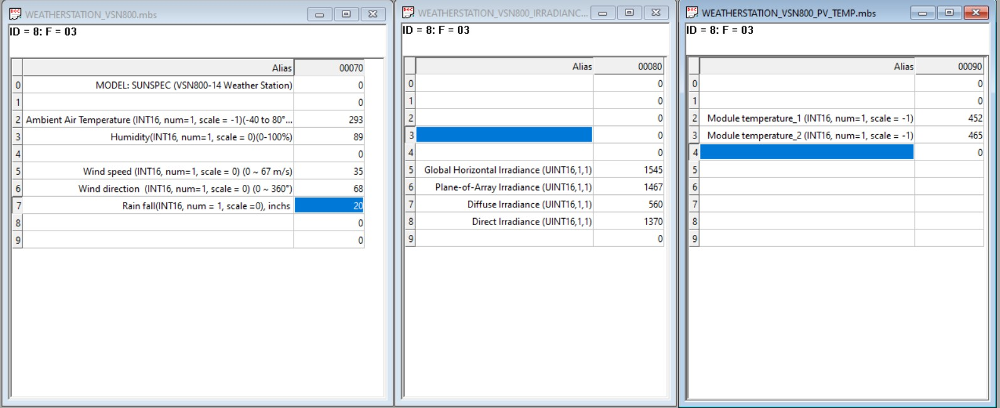 WEATHERSTATION_VSN800.mbs
ID = 8: F = 03
Alias 00070
0 MODEL: SUNSPEC (VSN800-14 Weather Station) 0
1 0
2 Ambient Air Temperature (INT16, num=1, scale = -1)(-40 to 80°... 293
3 Humidity(INT16, num=1, scale = 0)(0-100%) 89
4 0
5 Wind speed (INT16, num=1, scale = 0) (0 ~ 67 m/s) 35
6 Wind direction (INT16, num=1, scale = 0) (0 ~ 360°) 68
7 Rain fall(INT16, num = 1, scale =0), inchs 20
8 0
9 0
WEATHERSTATION_VSN800_IRRADIANC...
ID = 8: F = 03
Alias 00080
0 0
1 0
2 0
3 0
4 0
5 Global Horizontal Irradiance (UINT16,1,1) 1545
6 Plane-of-Array Irradiance (UINT16,1,1) 1467
7 Diffuse Irradiance (UINT16,1,1) 560
8 Direct Irradiance (UINT16,1,1) 1370
9 0
WEATHERSTATION_VSN800_PV_TEMP.mbs
ID = 8: F = 03
Alias 00090
0 0
1 0
2 Module temperature_1 (INT16, num=1, scale = -1) 452
3 Module temperature_2 (INT16, num=1, scale = -1) 465
4 0
5
6
7
8
9